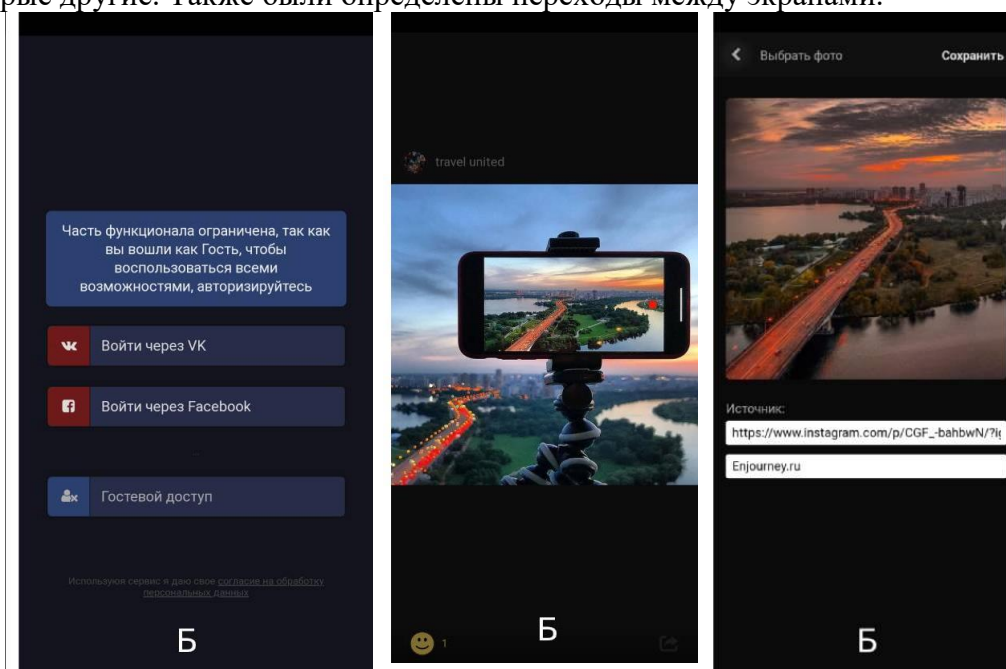 рые другие. Также были определены переходы между экранами.
Часть функционала ограничена, так как
вы вошли как Гость, чтобы
воспользоваться всеми
возможностями, авторизируйтесь
Войти через VK
Войти через Facebook
Гостевой доступ
Используюя сервис я даю свое согласие на обработку
персональных данных
Б
travel united
1
Б
Выбрать фото
Сохранить
Источник:
https://www.instagram.com/p/CGF_-bahbwN/?ig
Enjourney.ru
Б